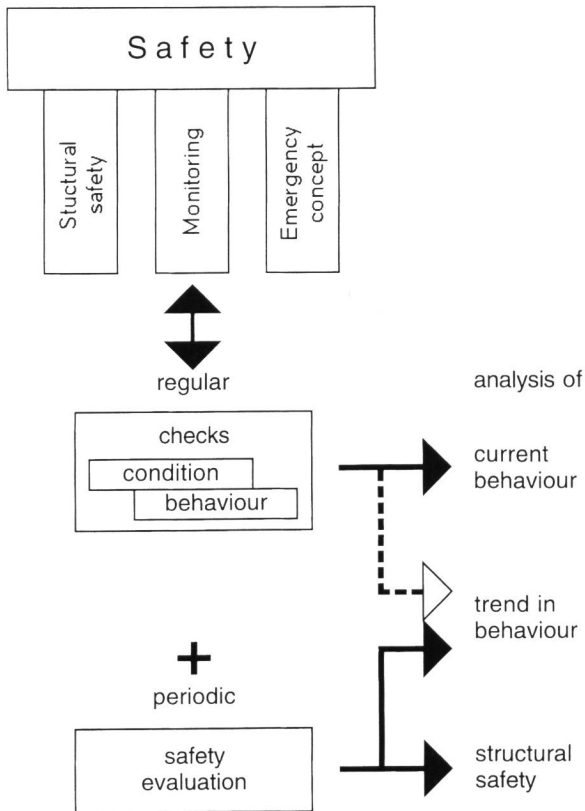 Safety
Stuctural
safety
Monitoring
Emergency
concept
regular
analysis of
checks
condition
behaviour
current
behaviour
trend in
behaviour
+
periodic
safety
evaluation
structural
safety